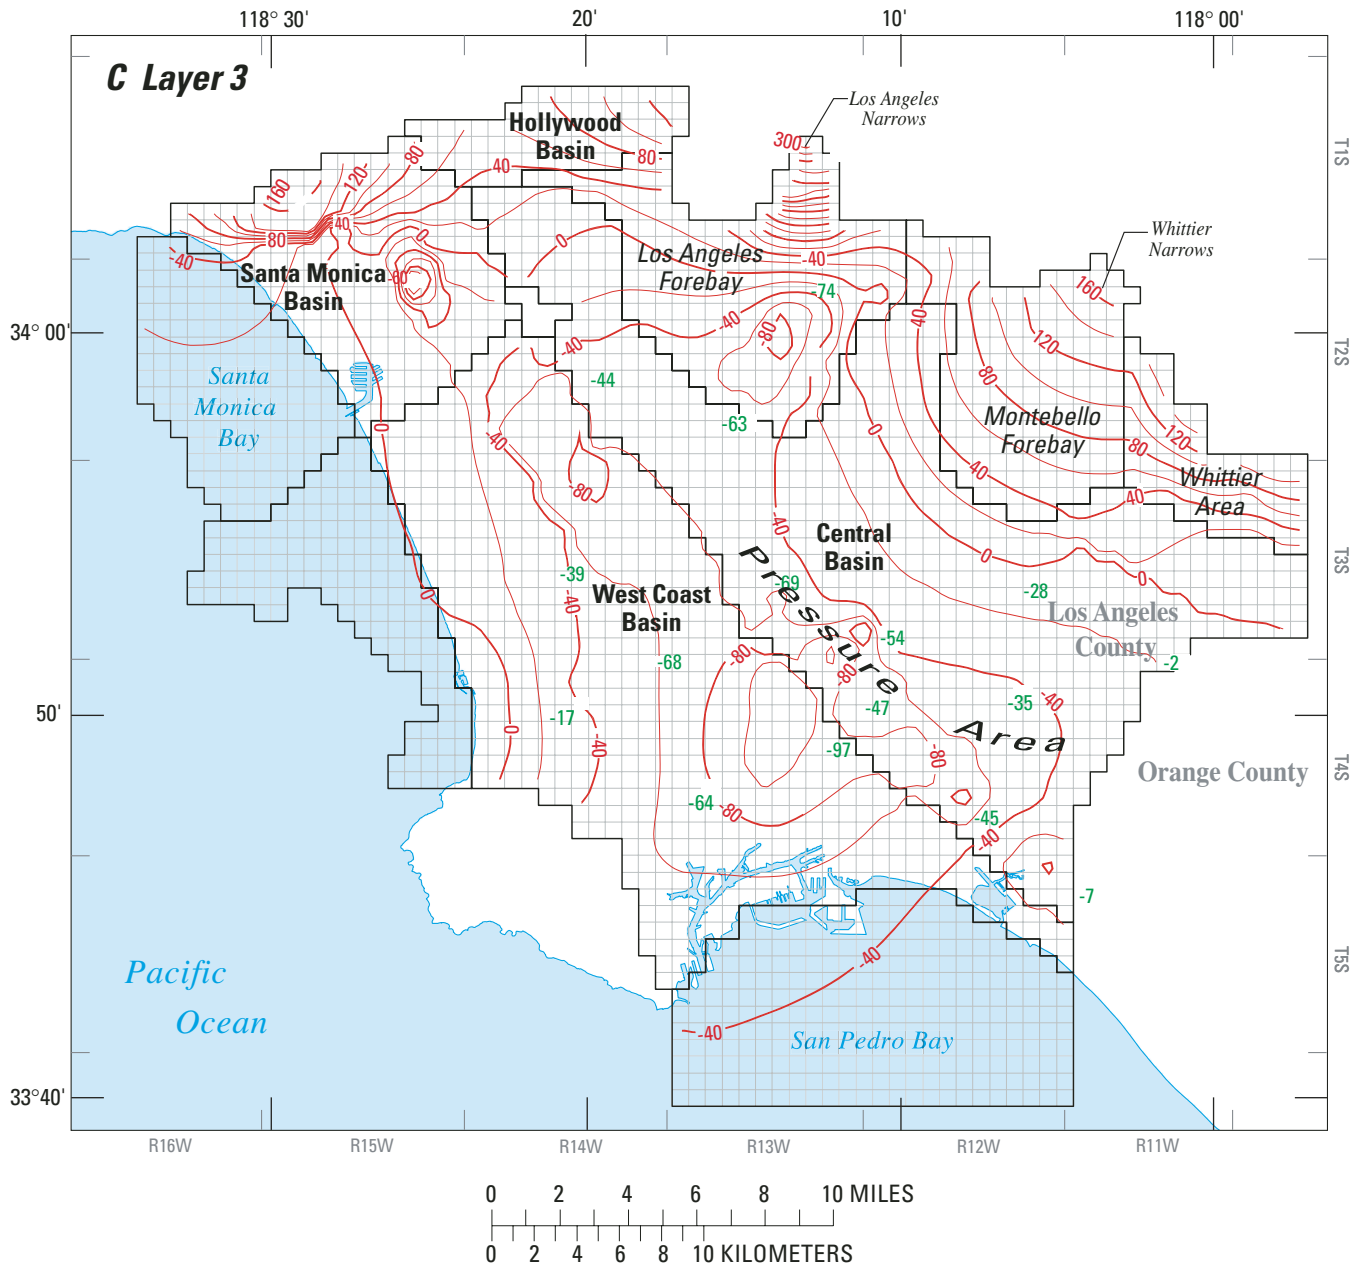 118° 30'
20'
10'
118° 00'
C Layer 3
Los Angeles
Narrows
Hollywood
Basin
300
T1S
80
80
40
120
160
Whittier
Narrows
40
80
0
0
-40
-40
Los Angeles
Forebay
Santa Monica
Basin
-60
-74
160
40
34° 00'
-40
-80
120
T2S
-40
Santa
Monica
Bay
-44
80
Montebello
Forebay
-63
0
0
-40
120
80
40
Whittier
Area
-80
40
-40
Central
Basin
Pressure
0
0
T3S
-39
-69
-28
0
-40
West Coast
Basin
Los Angeles
County
-54
-68
-80
-80
-2
-47
-35
-40
50'
-17
0
-40
Area
-97
-80
Orange County
T4S
-64
-80
-45
-40
-7
Pacific
Ocean
-40
T5S
-40
San Pedro Bay
33° 40'
R16W
R15W
R14W
R13W
R12W
R11W
0 2 4 6 8 10 MILES
0 2 4 6 8 10 KILOMETERS